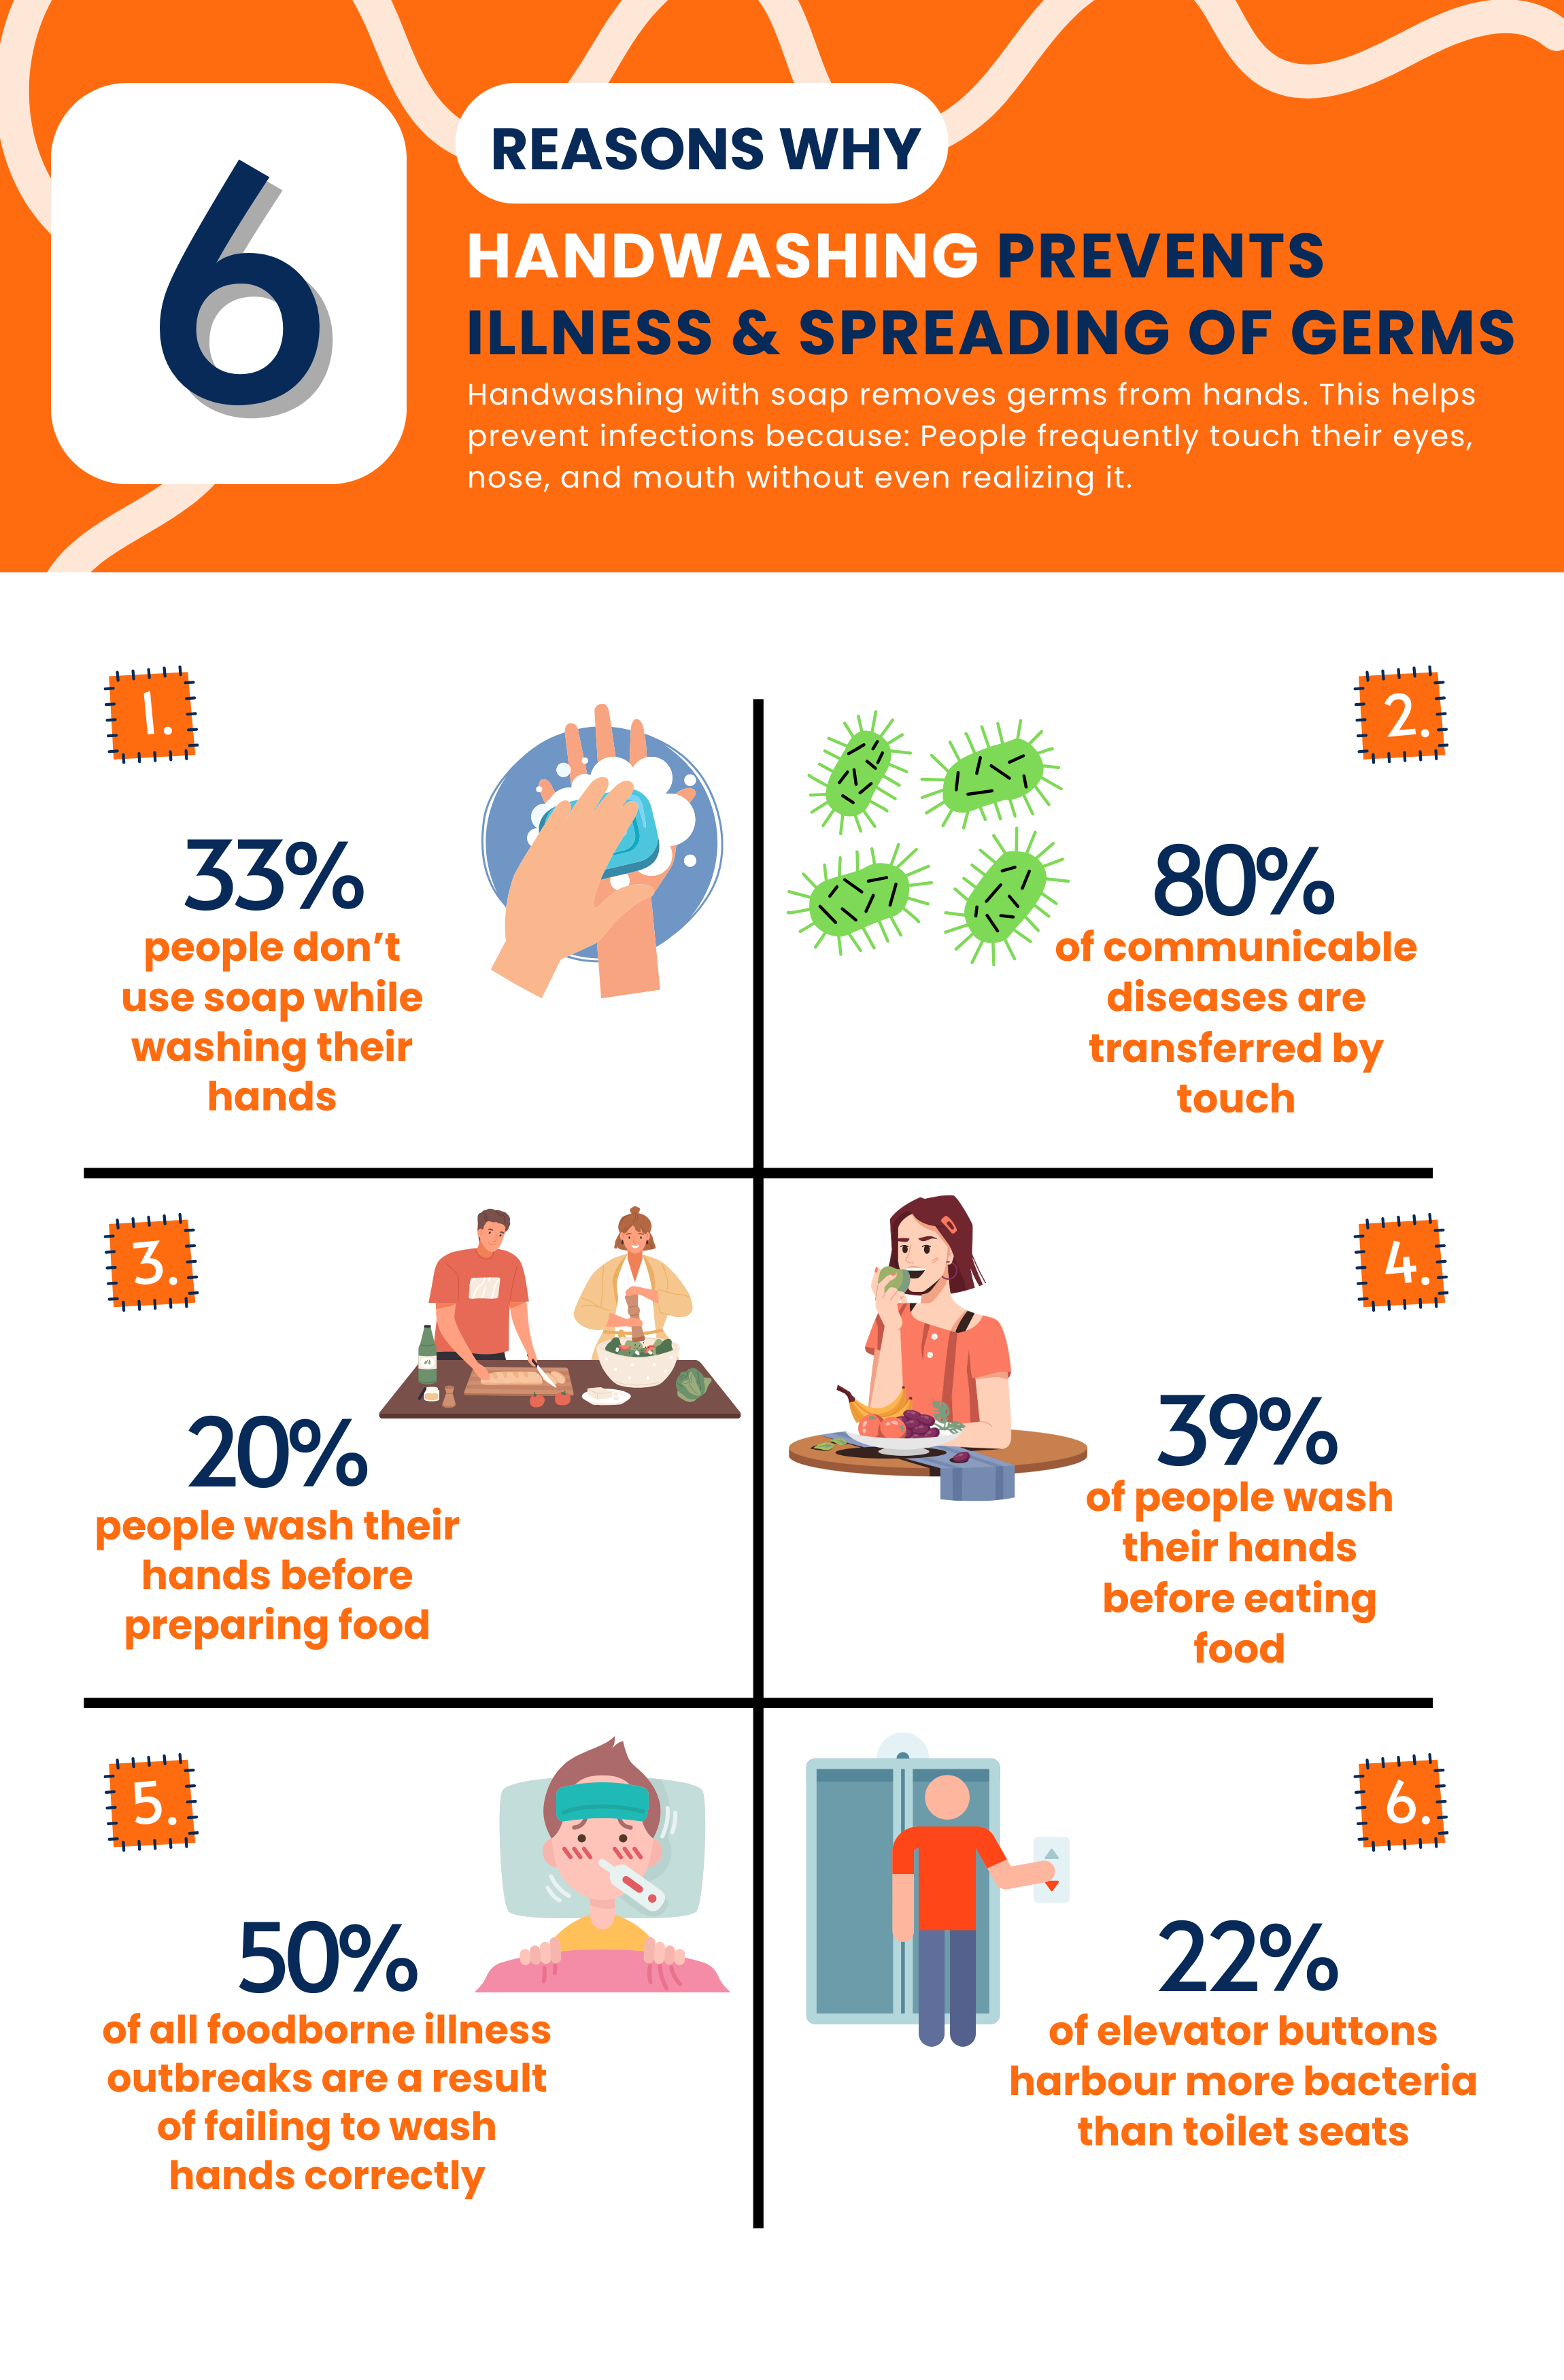 6
REASONS WHY
HANDWASHING PREVENTS
ILLNESS & SPREADING OF GERMS
Handwashing with soap removes germs from hands. This helps
prevent infections because: People frequently touch their eyes,
nose, and mouth without even realizing it.
1.
33%
people don’t
use soap while
washing their
hands
2.
80%
of communicable
diseases are
transferred by
touch
3.
20%
people wash their
hands before
preparing food
4.
39%
of people wash
their hands
before eating
food
5.
50%
of all foodborne illness
outbreaks are a result
of failing to wash
hands correctly
6.
22%
of elevator buttons
harbour more bacteria
than toilet seats